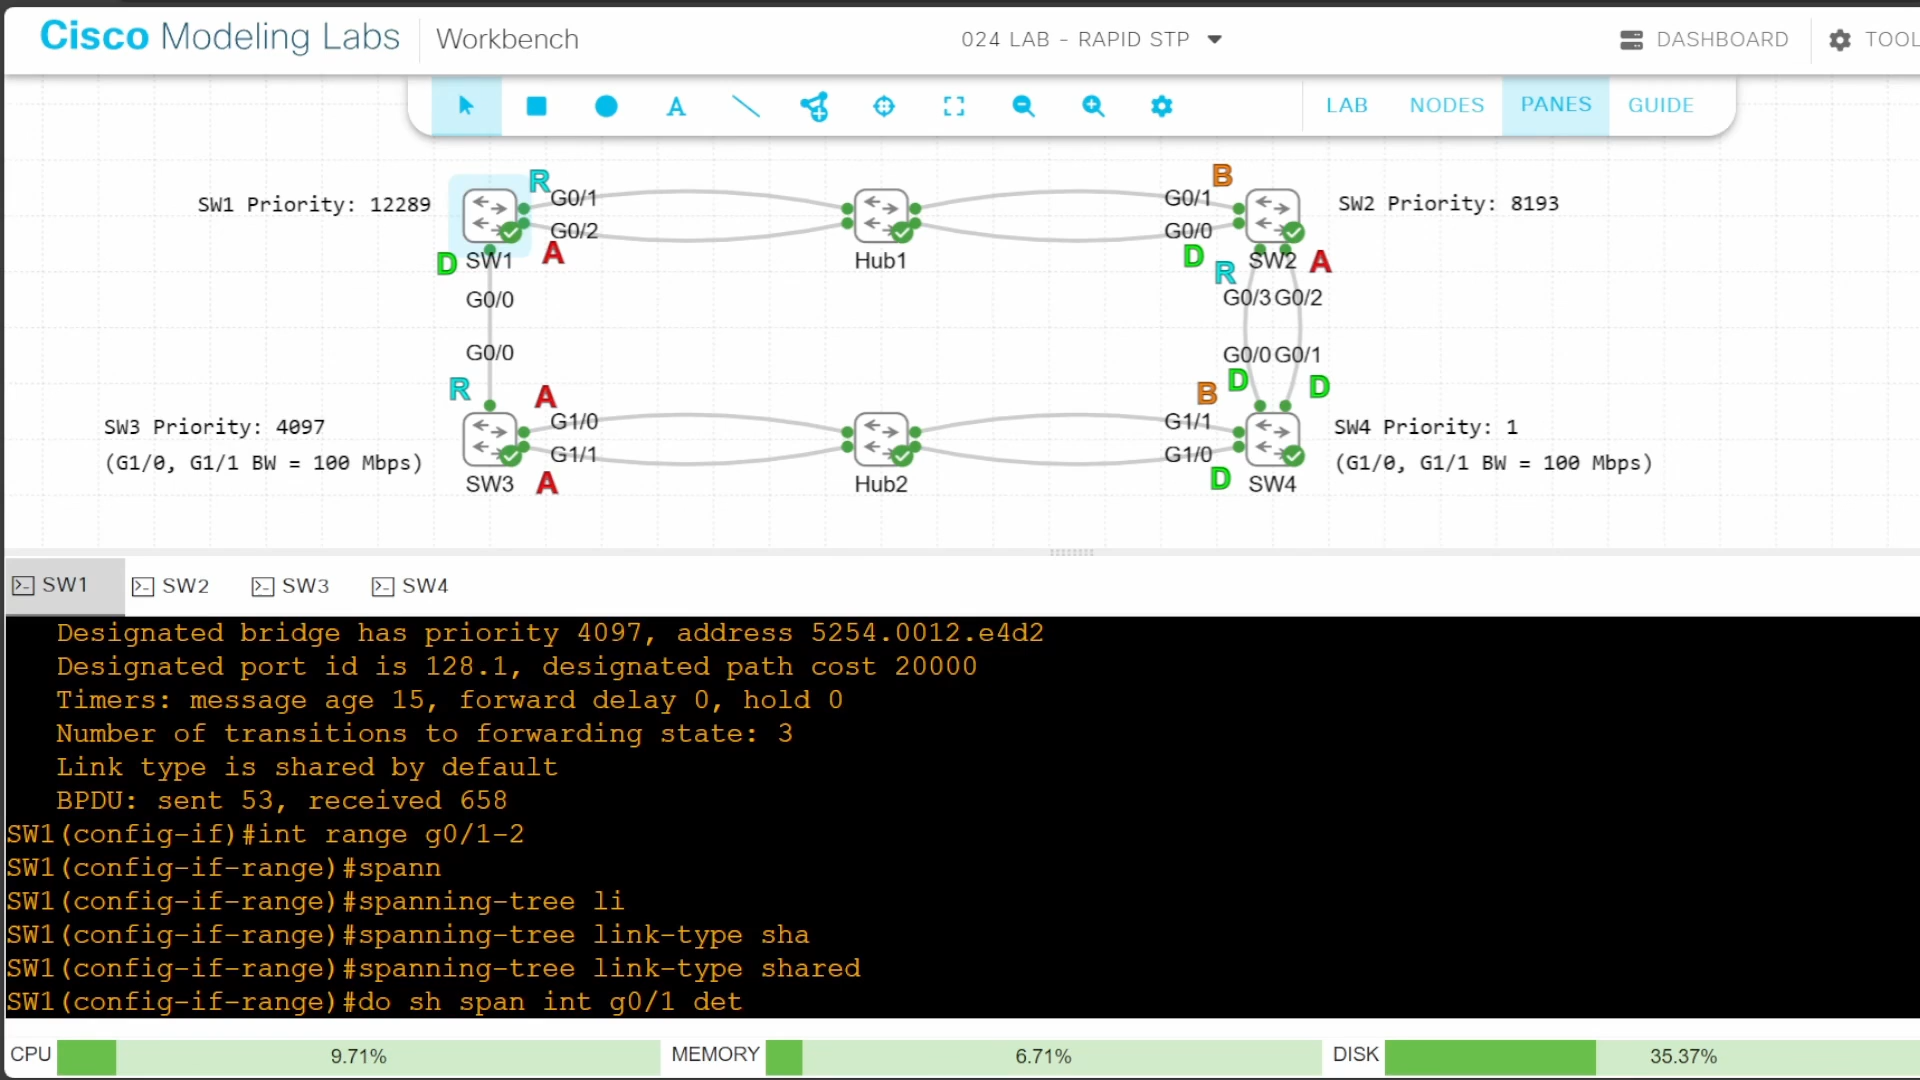 Cisco Modeling Labs
Workbench
024 LAB - RAPID STP
DASHBOARD
TOOL
A
LAB
NODES
PANES
GUIDE
SW1 Priority: 12289
R
G0/1
G0/2
A
D
SW1
G0/0
Hub1
B
G0/1
G0/0
D
R
SW2
A
SW2 Priority: 8193
G0/3 G0/2
G0/0
G0/0 G0/1
R
A
B
D
D
SW3 Priority: 4097
(G1/0, G1/1 BW = 100 Mbps)
G1/0
G1/1
SW3
A
Hub2
G1/1
G1/0
D
SW4
SW4 Priority: 1
(G1/0, G1/1 BW = 100 Mbps)
SW1
SW2
SW3
SW4
Designated bridge has priority 4097, address 5254.0012.e4d2
Designated port id is 128.1, designated path cost 20000
Timers: message age 15, forward delay 0, hold 0
Number of transitions to forwarding state: 3
Link type is shared by default
BPDU: sent 53, received 658
SW1(config-if)#int range g0/1-2
SW1(config-if-range)#spann
SW1(config-if-range)#spanning-tree li
SW1(config-if-range)#spanning-tree link-type sha
SW1(config-if-range)#spanning-tree link-type shared
SW1(config-if-range)#do sh span int g0/1 det
CPU
9.71%
MEMORY
6.71%
DISK
35.37%